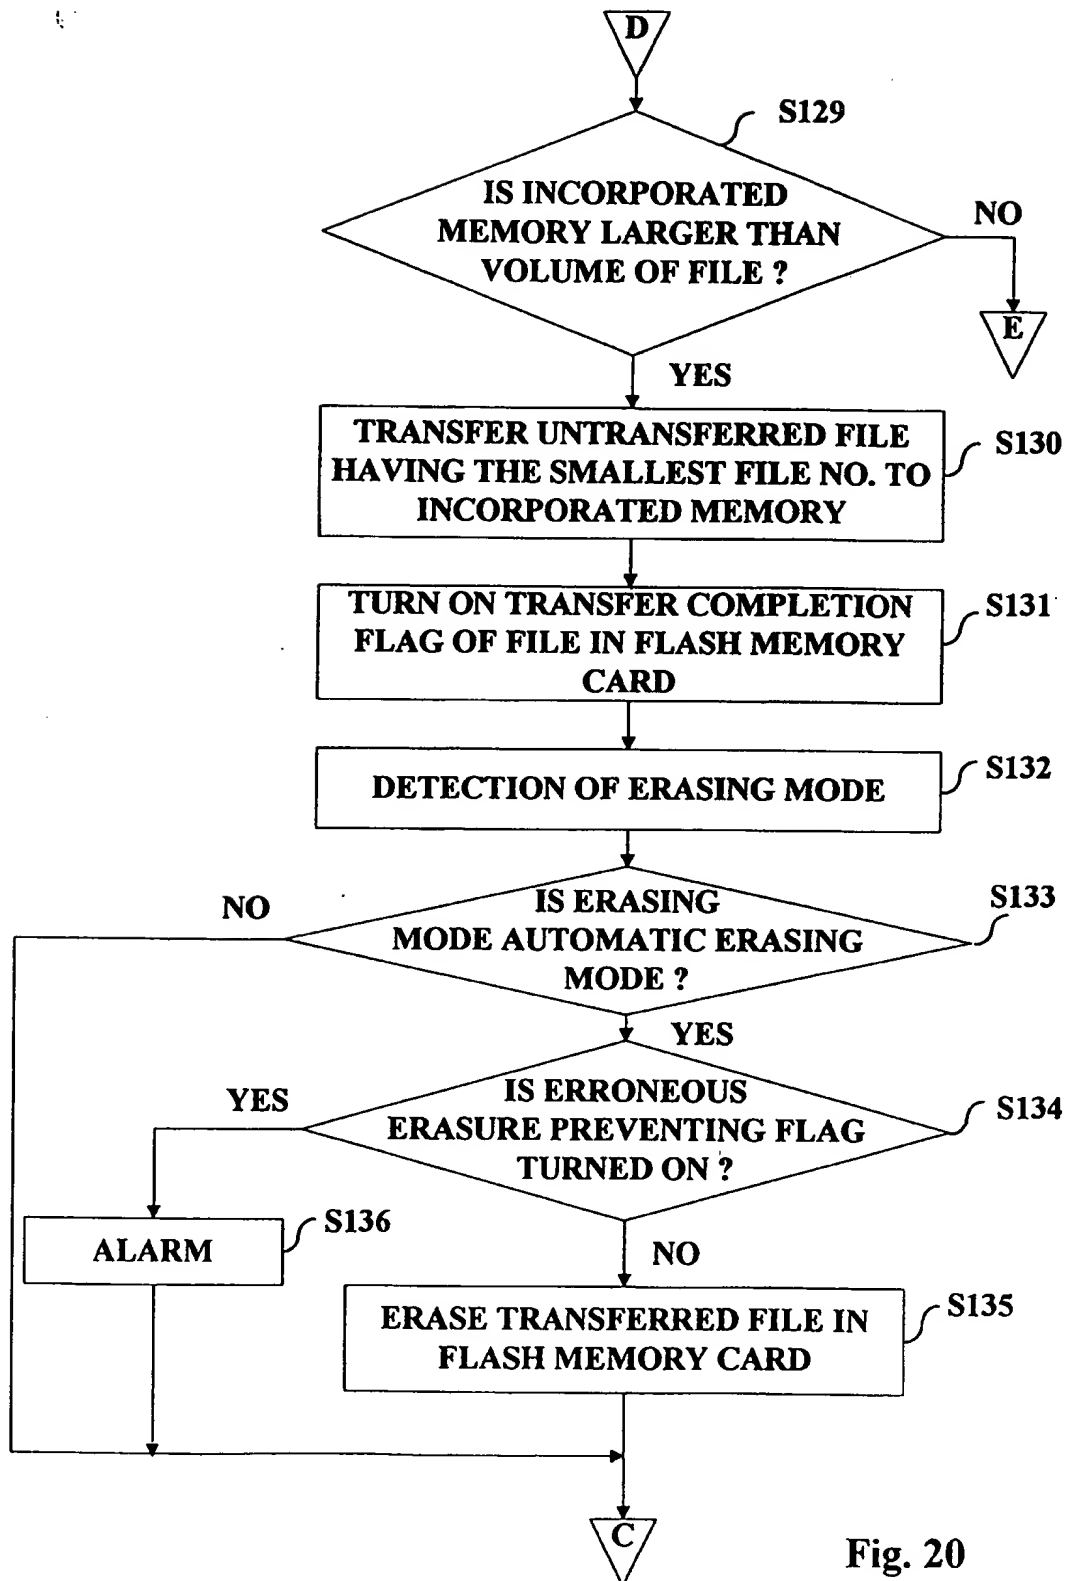 D
S129
IS INCORPORATED
MEMORY LARGER THAN
VOLUME OF FILE ?
NO
E
YES
TRANSFER UNTRANSFERRED FILE
HAVING THE SMALLEST FILE NO. TO
INCORPORATED MEMORY
S130
TURN ON TRANSFER COMPLETION
FLAG OF FILE IN FLASH MEMORY
CARD
S131
DETECTION OF ERASING MODE
S132
NO
IS ERASING
MODE AUTOMATIC ERASING
MODE ?
S133
YES
YES
IS ERRONEOUS
ERASURE PREVENTING FLAG
TURNED ON ?
S134
ALARM
S136
NO
ERASE TRANSFERRED FILE IN
FLASH MEMORY CARD
S135
C
Fig. 20